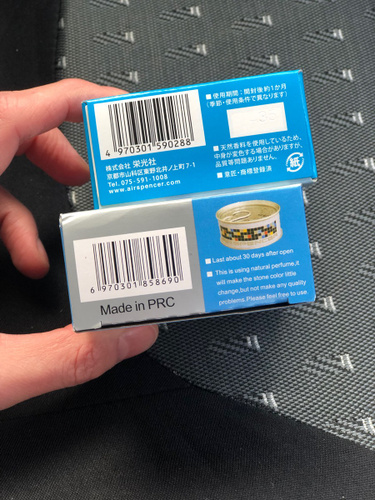 ■ 使用期間：開封後約1か月
(季節・使用条件で異なります)
4 970301 590288
■ 天然香料を使用しているため、
中身が変色する場合がありますが、
品質等問題ありません。
■ 意匠・商標登録済
紙
株式会社 栄光社
京都市山科区東野北井ノ上町7-1
Tel. 075-591-1008
www.airspencer.com
6 970301 858690
Made in PRC
■ Last about 30 days after open
■ This is using natural perfume,it
will make the stone color little
change,but not make any quality
problems.Please feel free to use